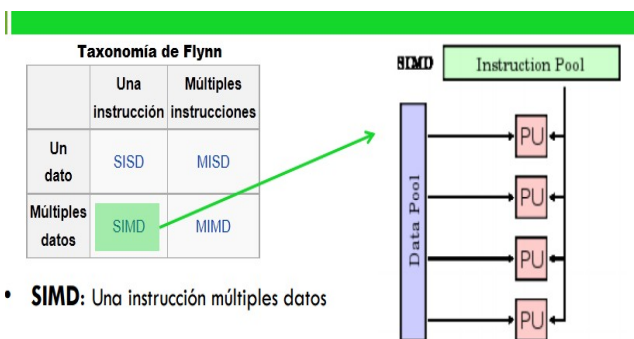 Taxonomía de Flynn
Una instrucción
Múltiples instrucciones
Un dato
SISD
MISD
Múltiples datos
SIMD
MIMD
• SIMD: Una instrucción múltiples datos
SIMD
Instruction Pool
Data Pool
PU
PU
PU
PU